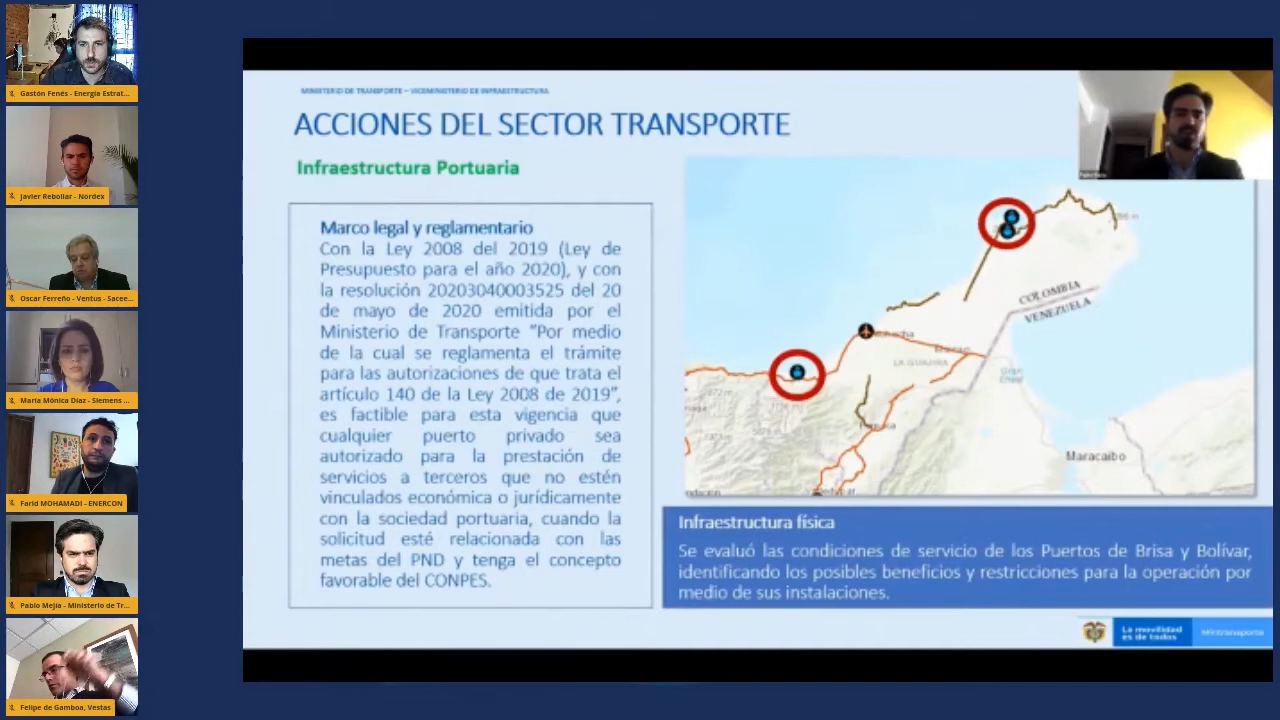 Gastón Fenés - Energía Estrat...
Javier Rebollar - Nordex
Oscar Ferreño - Ventus - Sacee...
María Mónica Díaz - Siemens ...
Farid MOHAMADI - ENERCON
Pablo Mejía - Ministerio de Tr...
Felipe de Gamboa, Vestas
MINISTERIO DE TRANSPORTE – VICEMINISTERIO DE INFRAESTRUCTURA
ACCIONES DEL SECTOR TRANSPORTE
Infraestructura Portuaria
Marco legal y reglamentario
Con la Ley 2008 del 2019 (Ley de
Presupuesto para el año 2020), y con
la resolución 202030400003525 del 20
de mayo de 2020 emitida por el
Ministerio de Transporte "Por medio
de la cual se reglamenta el trámite
para las autorizaciones de que trata el
artículo 140 de la Ley 2008 de 2019",
es factible para esta vigencia que
cualquier puerto privado sea
autorizado para la prestación de
servicios a terceros que no estén
vinculados económica o jurídicamente
con la sociedad portuaria, cuando la
solicitud esté relacionada con las
metas del PND y tenga el concepto
favorable del CONPES.
COLOMBIA
VENEZUELA
LA GUAJIRA
Maracaibo
Infraestructura física
Se evaluó las condiciones de servicio de los Puertos de Brisa y Bolívar,
identificando los posibles beneficios y restricciones para la operación por
medio de sus instalaciones.
La movilidad
es de todos
Mintransporte